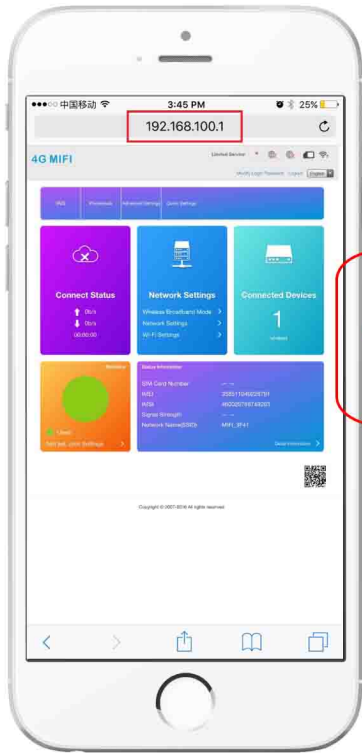 中国移动 3:45 PM 25%
192.168.100.1
4G MIFI
Limited Service
Modify Login Password Logout English
Advanced Settings Quick Settings
Connect Status
0b/s
0b/s
00:00:00
Network Settings
Wireless Broadband Mode >
Network Settings >
Wi-Fi Settings >
Connected Devices
1
Status Information
SIM Card Number -- --
IMEI
IMSI
Signal Strength -- --
Network Name(SSID)
Detail Information >
Copyright © 2007-2016 All rights reserved